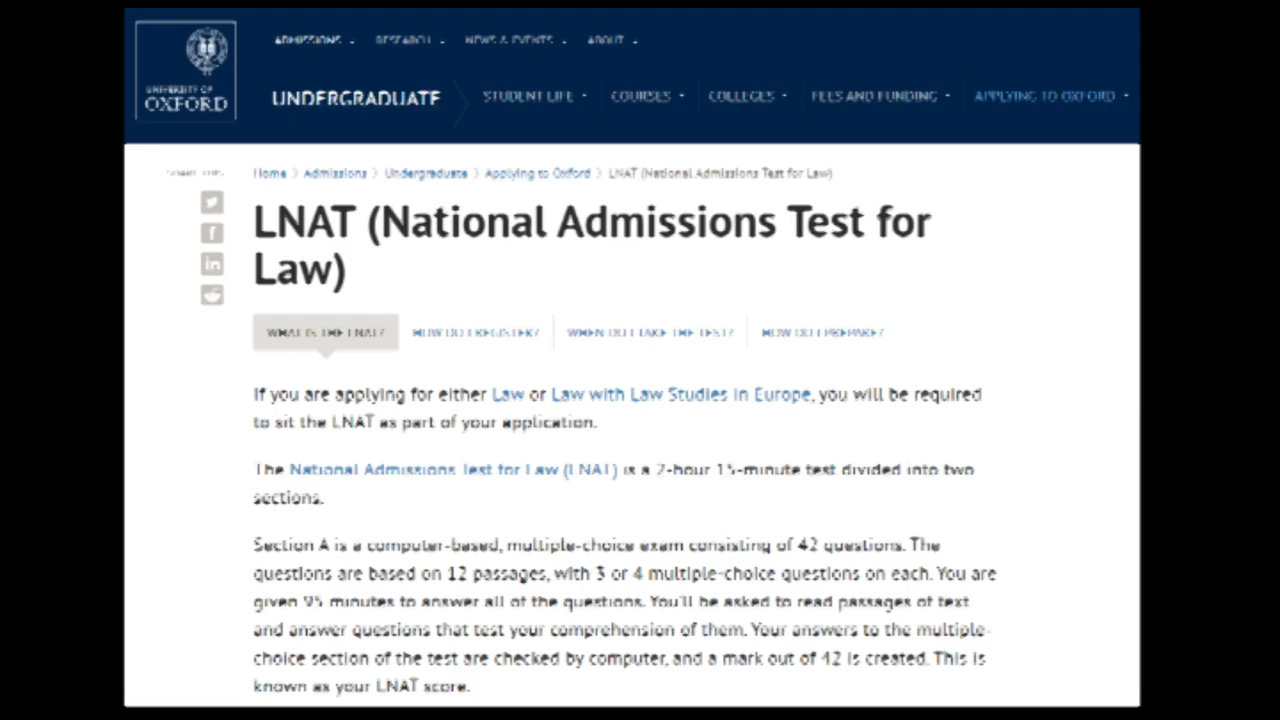 ADMISSIONS RESEARCH NEWS & EVENTS ABOUT
UNIVERSITY OF
OXFORD
UNDERGRADUATE STUDENT LIFE COURSES COLLEGES FEES AND FUNDING APPLYING TO OXFORD
SHARE THIS
Home > Admissions > Undergraduate > Applying to Oxford > LNAT (National Admissions Test for Law)
LNAT (National Admissions Test for
Law)
WHAT IS THE LNAT? HOW DO I REGISTER? WHEN DO I TAKE THE TEST? HOW DO I PREPARE?
If you are applying for either Law or Law with Law Studies in Europe, you will be required
to sit the LNAT as part of your application.
The National Admissions Test for Law (LNAT) is a 2-hour 15-minute test divided into two
sections.
Section A is a computer-based, multiple-choice exam consisting of 42 questions. The
questions are based on 12 passages, with 3 or 4 multiple-choice questions on each. You are
given 95 minutes to answer all of the questions. You'll be asked to read passages of text
and answer questions that test your comprehension of them. Your answers to the multiple-
choice section of the test are checked by computer, and a mark out of 42 is created. This is
known as your LNAT score.